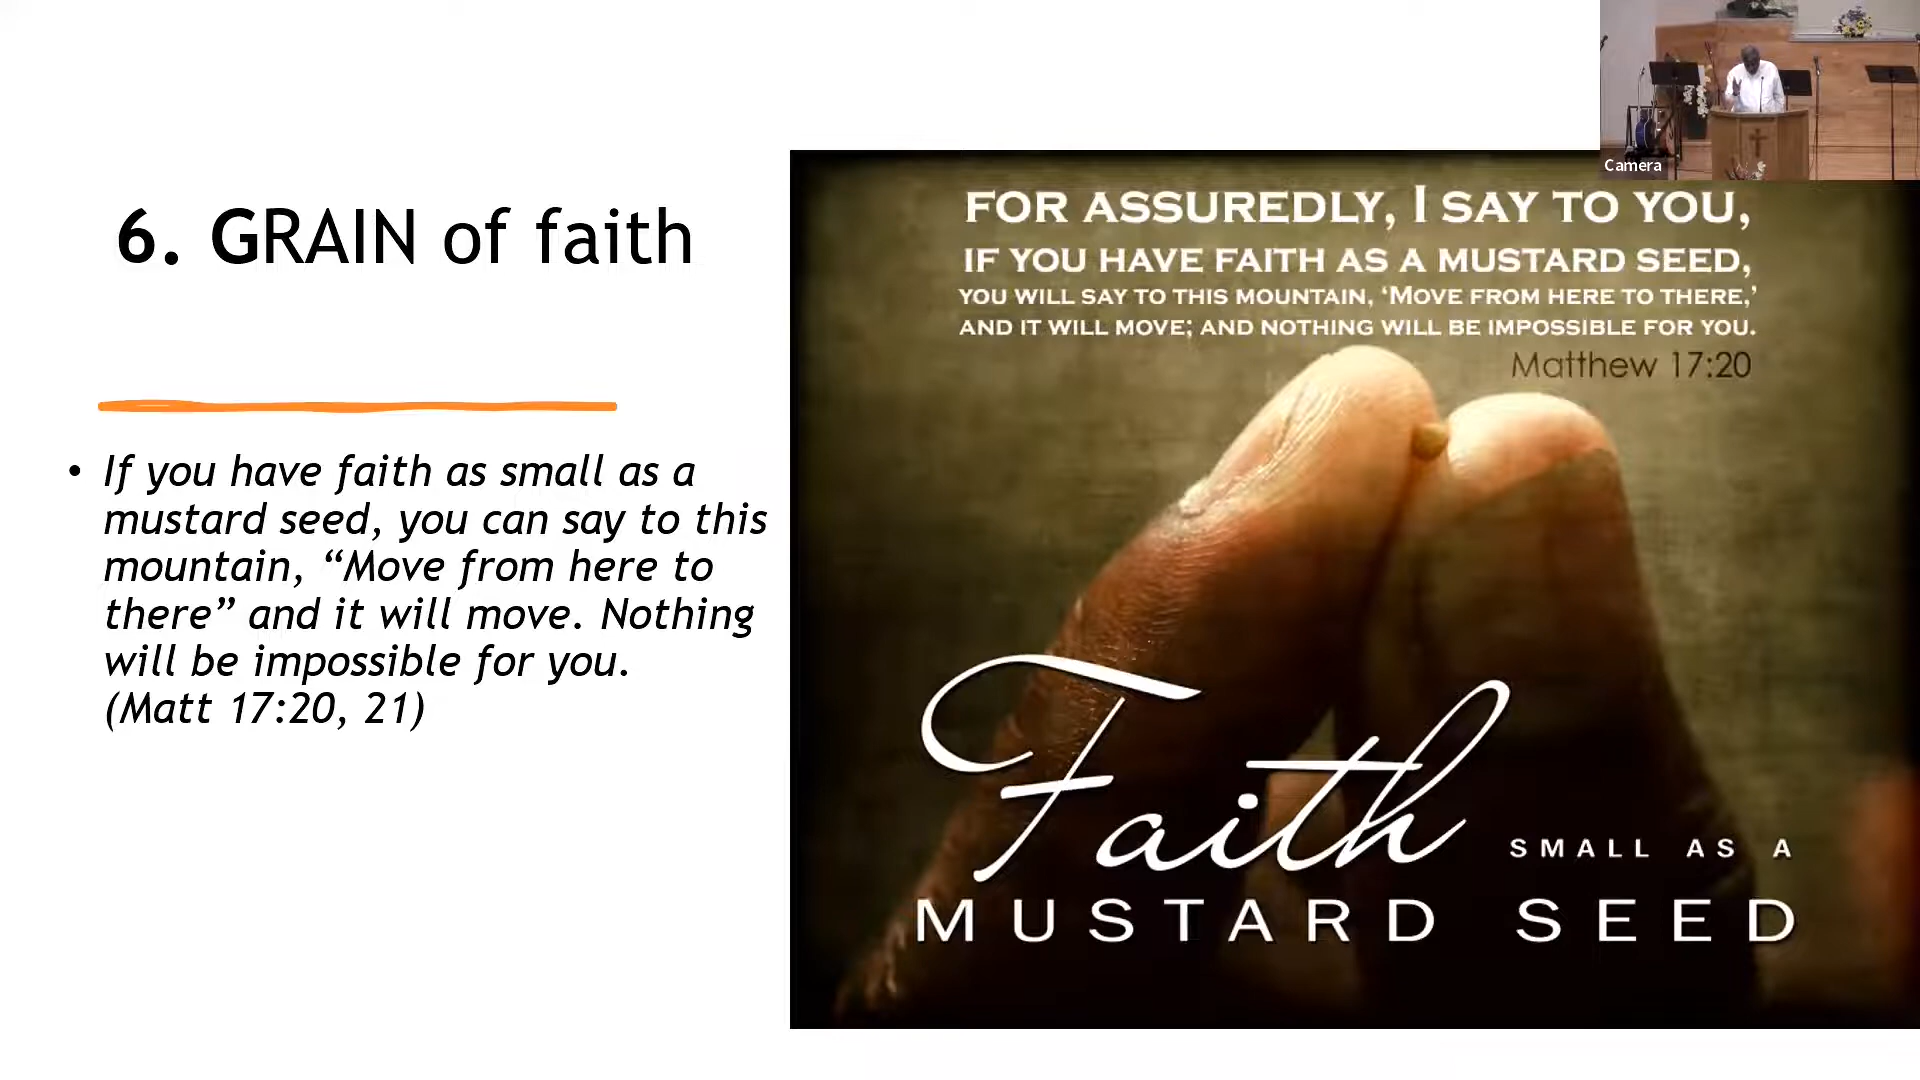 6. GRAIN of faith
• If you have faith as small as a
mustard seed, you can say to this
mountain, “Move from here to
there” and it will move. Nothing
will be impossible for you.
(Matt 17:20, 21)
FOR ASSUREDLY, I SAY TO YOU,
IF YOU HAVE FAITH AS A MUSTARD SEED,
YOU WILL SAY TO THIS MOUNTAIN, ‘MOVE FROM HERE TO THERE,’
AND IT WILL MOVE; AND NOTHING WILL BE IMPOSSIBLE FOR YOU.
Matthew 17:20
Faith SMALL AS A
MUSTARD SEED
Camera